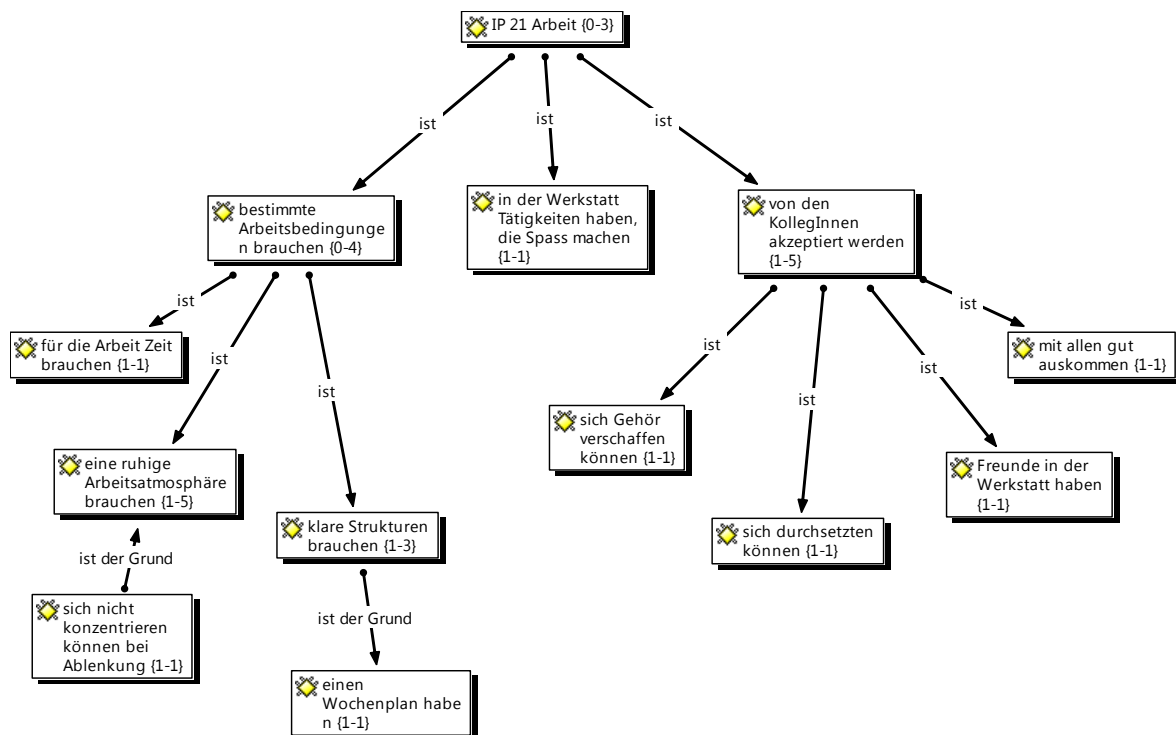 IP 21 Arbeit {0-3}
ist
ist
ist
bestimmte
Arbeitsbedingunge
n brauchen {0-4}
in der Werkstatt
Tätigkeiten haben,
die Spass machen
{1-1}
von den
KollegInnen
akzeptiert werden
{1-5}
ist
ist
ist
ist
ist
ist
ist
für die Arbeit Zeit
brauchen {1-1}
mit allen gut
auskommen {1-1}
sich Gehör
verschaffen
können {1-1}
eine ruhige
Arbeitsatmosphäre
brauchen {1-5}
Freunde in der
Werkstatt haben
{1-1}
klare Strukturen
brauchen {1-3}
sich durchsetzten
können {1-1}
ist der Grund
sich nicht
konzentrieren
können bei
Ablenkung {1-1}
ist der Grund
einen
Wochenplan habe
n {1-1}